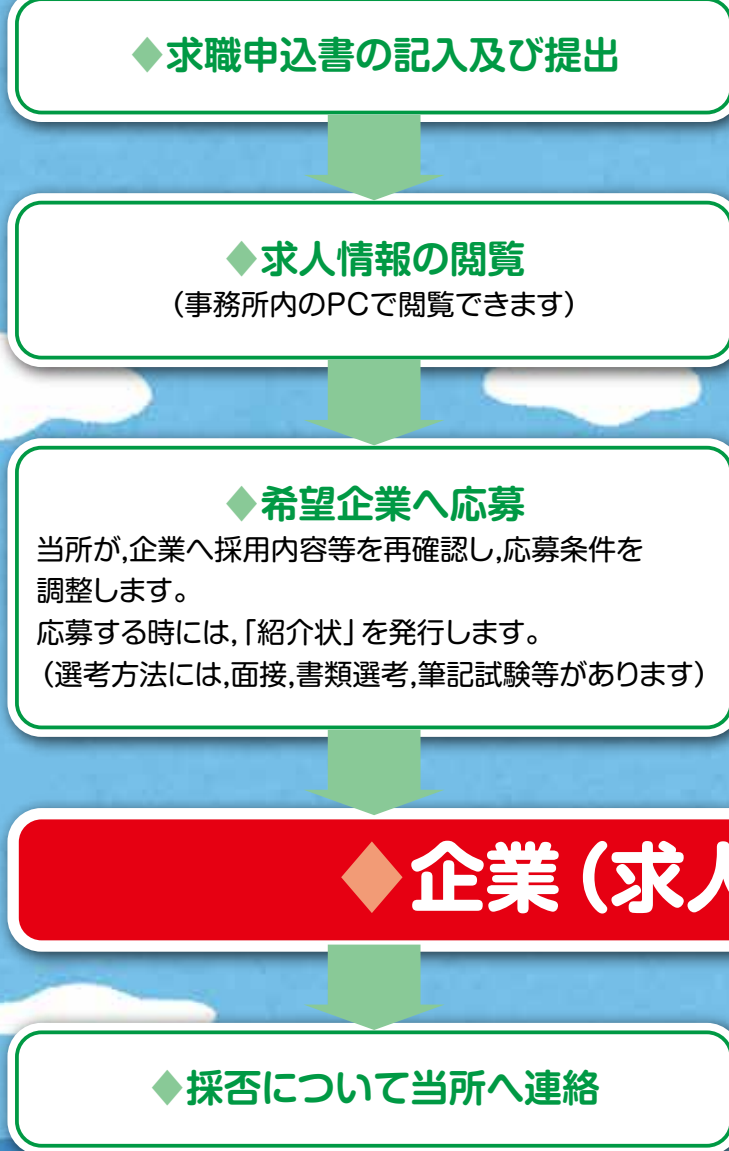 ◆求職申込書の記入及び提出
◆求人情報の閲覧
（事務所内のPCで閲覧できます）
◆希望企業へ応募
当所が,企業へ採用内容等を再確認し,応募条件を
調整します。
応募する時には,「紹介状」を発行します。
（選考方法には,面接,書類選考,筆記試験等があります）
◆企業（求人
◆採否について当所へ連絡